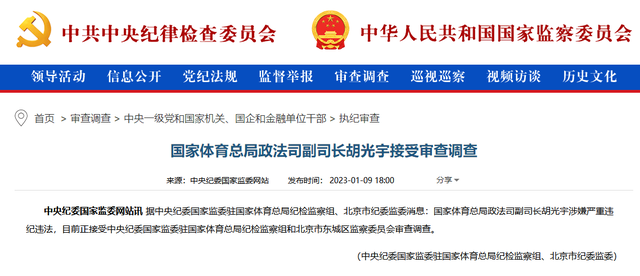 中共中央纪律检查委员会 中华人民共和国国家监察委员会
领导活动 信息公开 党纪法规 监督举报 审查调查 巡视巡察 视频访谈 历史文化
首页 > 审查调查 > 中央一级党和国家机关、国企和金融单位干部 > 执纪审查
国家体育总局政法司副司长胡光宇接受审查调查
来源：中央纪委国家监委网站 发布时间：2023-01-09 18:00 分享
中央纪委国家监委网站讯 据中央纪委国家监委驻国家体育总局纪检监察组、北京市纪委监委消息：国家体育总局政法司副司长胡光宇涉嫌严重违
纪违法，目前正接受中央纪委国家监委驻国家体育总局纪检监察组和北京市东城区监察委员会审查调查。
（中央纪委国家监委驻国家体育总局纪检监察组、北京市纪委监委）